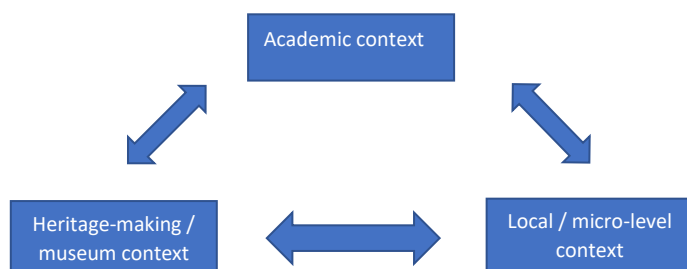 Academic context
Heritage-making /
museum context
Local / micro-level
context